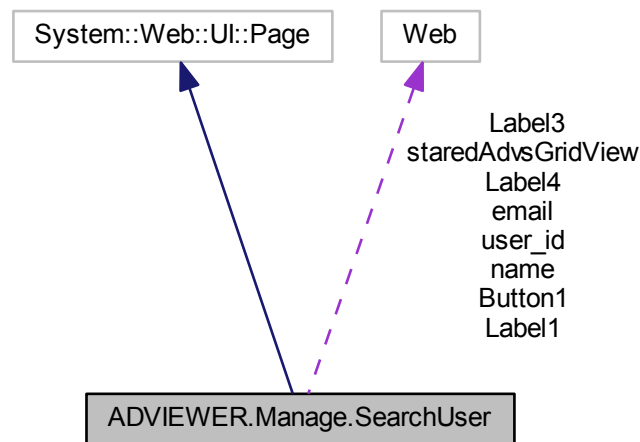 System::Web::UI::Page
Web
Label3
staredAdvsGridView
Label4
email
user_id
name
Button1
Label1
ADVIEWER.Manage.SearchUser